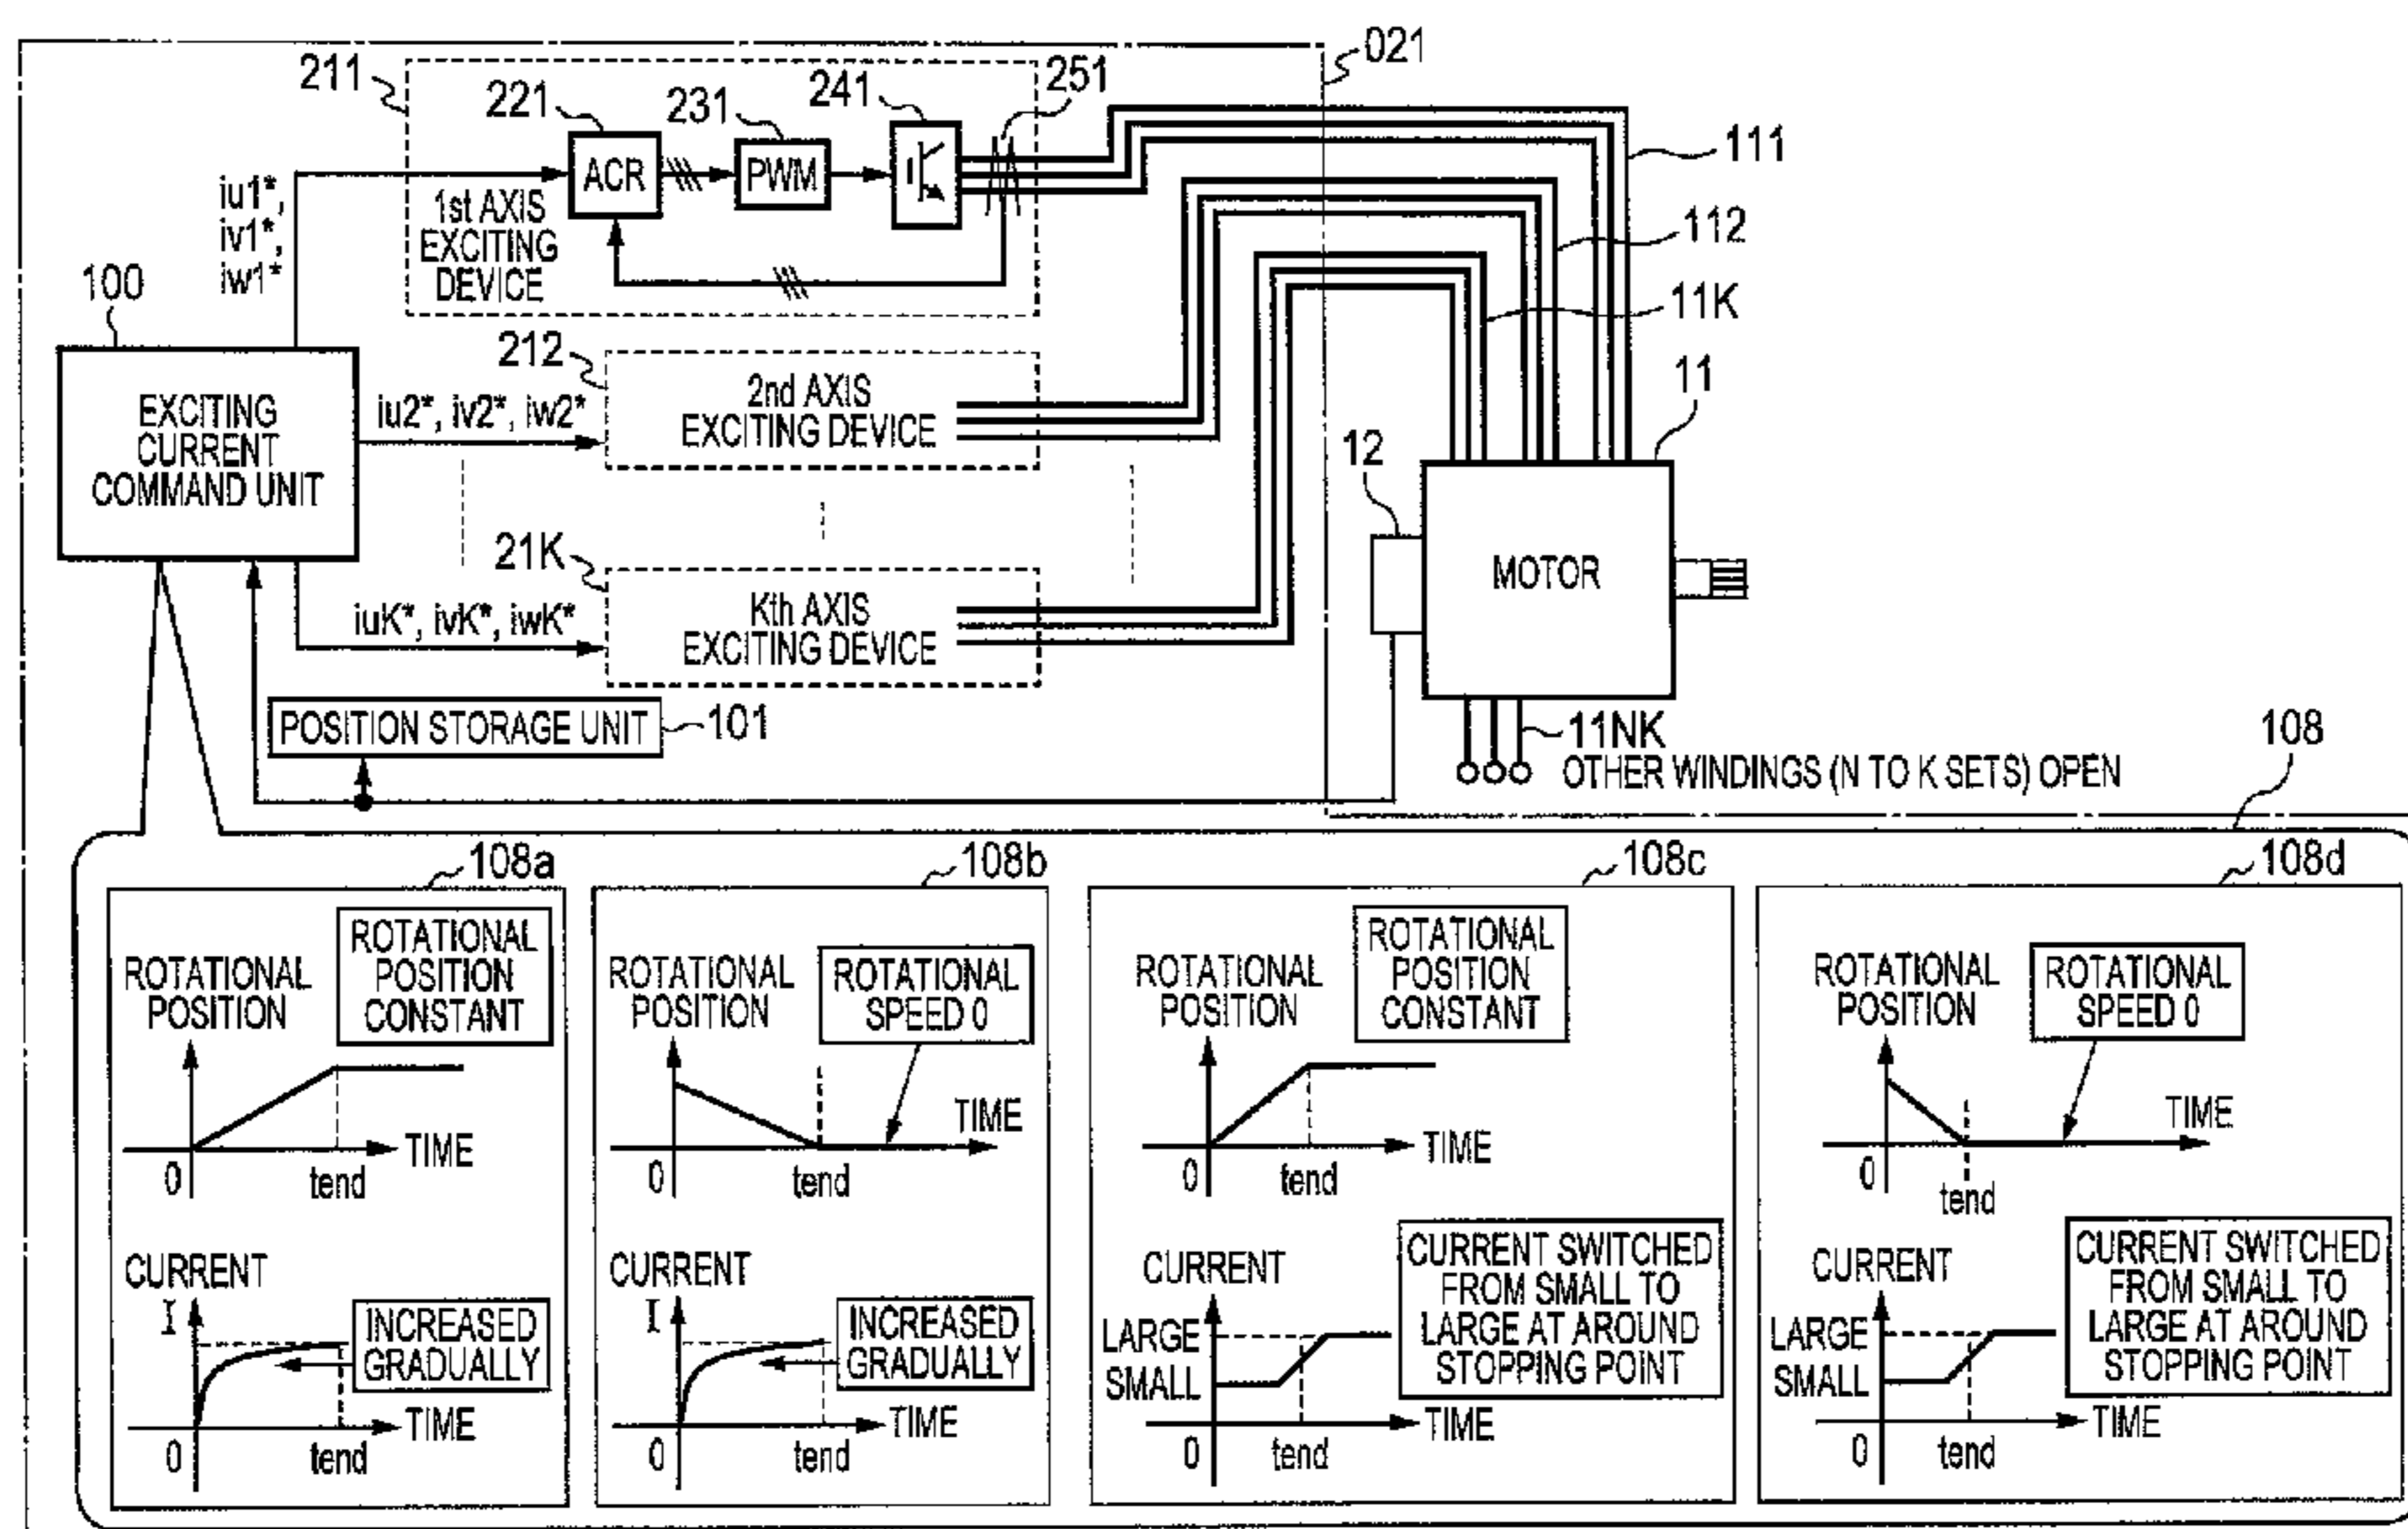 021
211
221
231
241
251
ACR
PWM
1st AXIS
EXCITING
DEVICE
iu1*,
iv1*,
iw1*
111
112
11K
11
100
EXCITING
CURRENT
COMMAND UNIT
212
2nd AXIS
EXCITING DEVICE
iu2*, iv2*, iw2*
12
MOTOR
21K
Kth AXIS
EXCITING DEVICE
iuK*, ivK*, iwK*
POSITION STORAGE UNIT
101
11NK
OTHER WINDINGS (N TO K SETS) OPEN
108
108a
ROTATIONAL
POSITION
ROTATIONAL
POSITION
CONSTANT
TIME
0
tend
CURRENT
I
INCREASED
GRADUALLY
TIME
0
tend
108b
ROTATIONAL
POSITION
ROTATIONAL
SPEED 0
TIME
0
tend
CURRENT
I
INCREASED
GRADUALLY
TIME
0
tend
108c
ROTATIONAL
POSITION
ROTATIONAL
POSITION
CONSTANT
TIME
0
tend
CURRENT
LARGE
SMALL
CURRENT SWITCHED
FROM SMALL TO
LARGE AT AROUND
STOPPING POINT
TIME
0
tend
108d
ROTATIONAL
POSITION
ROTATIONAL
SPEED 0
TIME
0
tend
CURRENT
LARGE
SMALL
CURRENT SWITCHED
FROM SMALL TO
LARGE AT AROUND
STOPPING POINT
TIME
0
tend